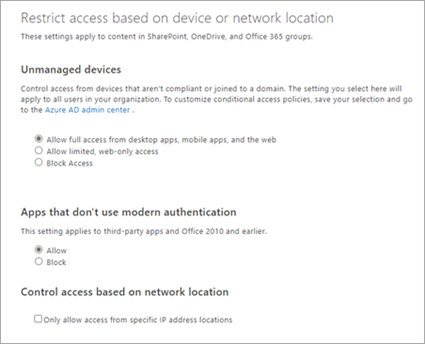 Restrict access based on device or network location
These settings apply to content in SharePoint, OneDrive, and Office 365 groups.
Unmanaged devices
Control access from devices that aren't compliant or joined to a domain. The setting you select here will
apply to all users in your organization. To customize conditional access policies, save your selection and go
to the Azure AD admin center .
Allow full access from desktop apps, mobile apps, and the web
Allow limited, web-only access
Block Access
Apps that don't use modern authentication
This setting applies to third-party apps and Office 2010 and earlier.
Allow
Block
Control access based on network location
Only allow access from specific IP address locations